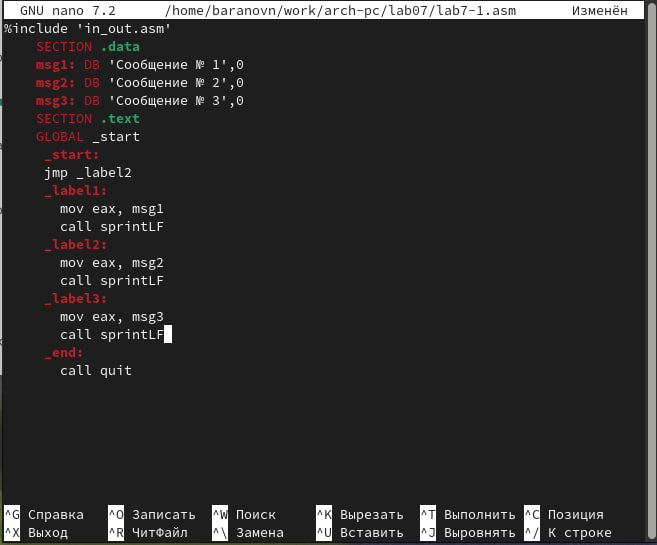 GNU nano 7.2 /home/baranovn/work/arch-pc/lab07/lab7-1.asm Изменён
%include 'in_out.asm'
SECTION .data
msg1: DB 'Сообщение № 1',0
msg2: DB 'Сообщение № 2',0
msg3: DB 'Сообщение № 3',0
SECTION .text
GLOBAL _start
_start:
jmp _label2
_label1:
mov eax, msg1
call sprintLF
_label2:
mov eax, msg2
call sprintLF
_label3:
mov eax, msg3
call sprintLF
_end:
call quit
^G Справка ^O Записать ^W Поиск ^K Вырезать ^T Выполнить ^C Позиция
^X Выход ^R ЧитФайл ^\ Замена ^U Вставить ^J Выровнять ^/ К строке